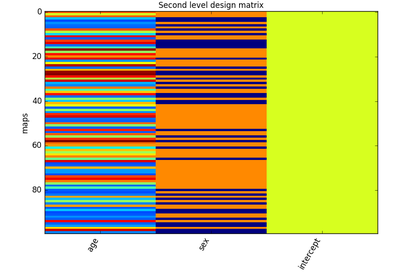 Second level design matrix
0
20
40
60
80
maps
age
sex
intercept